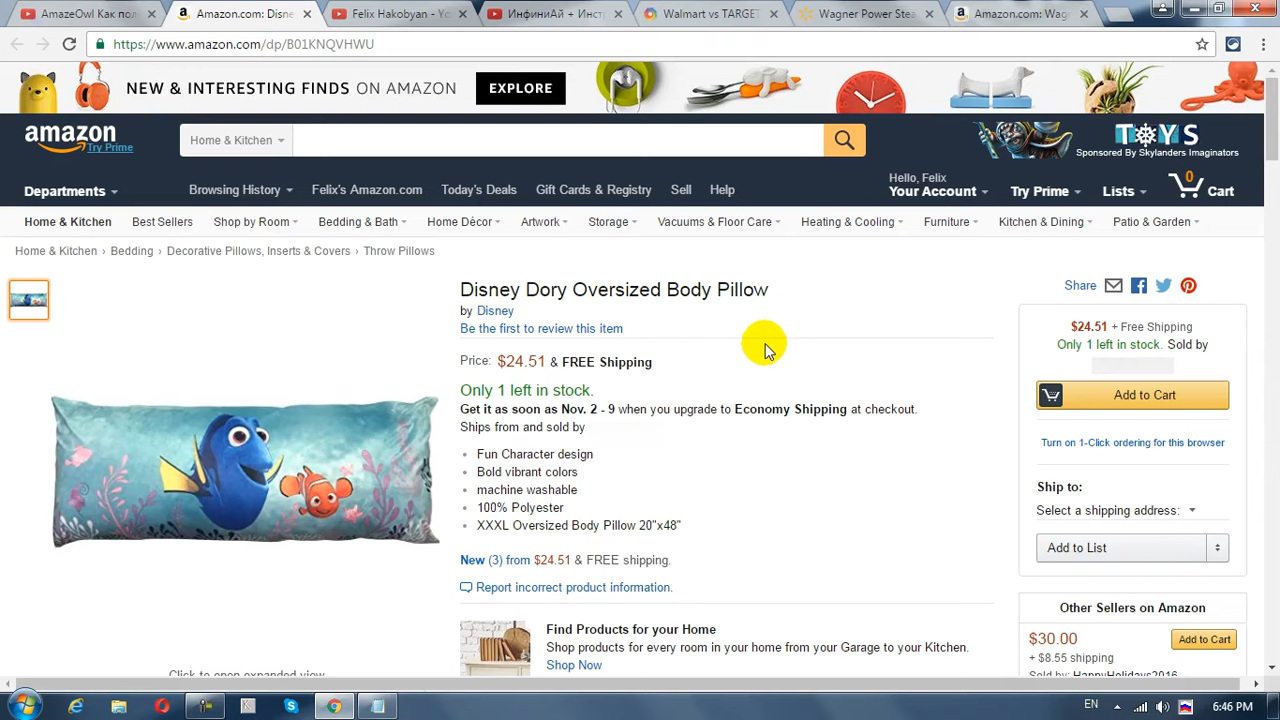 AmazeOwl Как пол
Amazon.com: Disne
Felix Hakobyan - Yo
ИнфиниАй + Инстр
Walmart vs TARGET
Wagner Power Stea
Amazon.com: Wagn
https://www.amazon.com/dp/B01KNQVHWU
NEW & INTERESTING FINDS ON AMAZON EXPLORE
amazon
Try Prime
Home & Kitchen
TOYS
Sponsored By Skylanders Imaginators
Departments
Browsing History Felix's Amazon.com Today's Deals Gift Cards & Registry Sell Help
Hello, Felix
Your Account Try Prime Lists 0 Cart
Home & Kitchen Best Sellers Shop by Room Bedding & Bath Home Décor Artwork Storage Vacuums & Floor Care Heating & Cooling Furniture Kitchen & Dining Patio & Garden
Home & Kitchen › Bedding › Decorative Pillows, Inserts & Covers › Throw Pillows
Disney Dory Oversized Body Pillow
by Disney
Be the first to review this item
Price: $24.51 & FREE Shipping
Only 1 left in stock.
Get it as soon as Nov. 2 - 9 when you upgrade to Economy Shipping at checkout.
Ships from and sold by
• Fun Character design
• Bold vibrant colors
• machine washable
• 100% Polyester
• XXXL Oversized Body Pillow 20"x48"
New (3) from $24.51 & FREE shipping.
Report incorrect product information.
Find Products for your Home
Shop products for every room in your home from your Garage to your Kitchen.
Shop Now
Click to open expanded view
Share
$24.51 + Free Shipping
Only 1 left in stock. Sold by
Add to Cart
Turn on 1-Click ordering for this browser
Ship to:
Select a shipping address:
Add to List
Other Sellers on Amazon
$30.00 Add to Cart
+ $8.55 shipping
Sold by: HappyHolidays2016
EN 6:46 PM